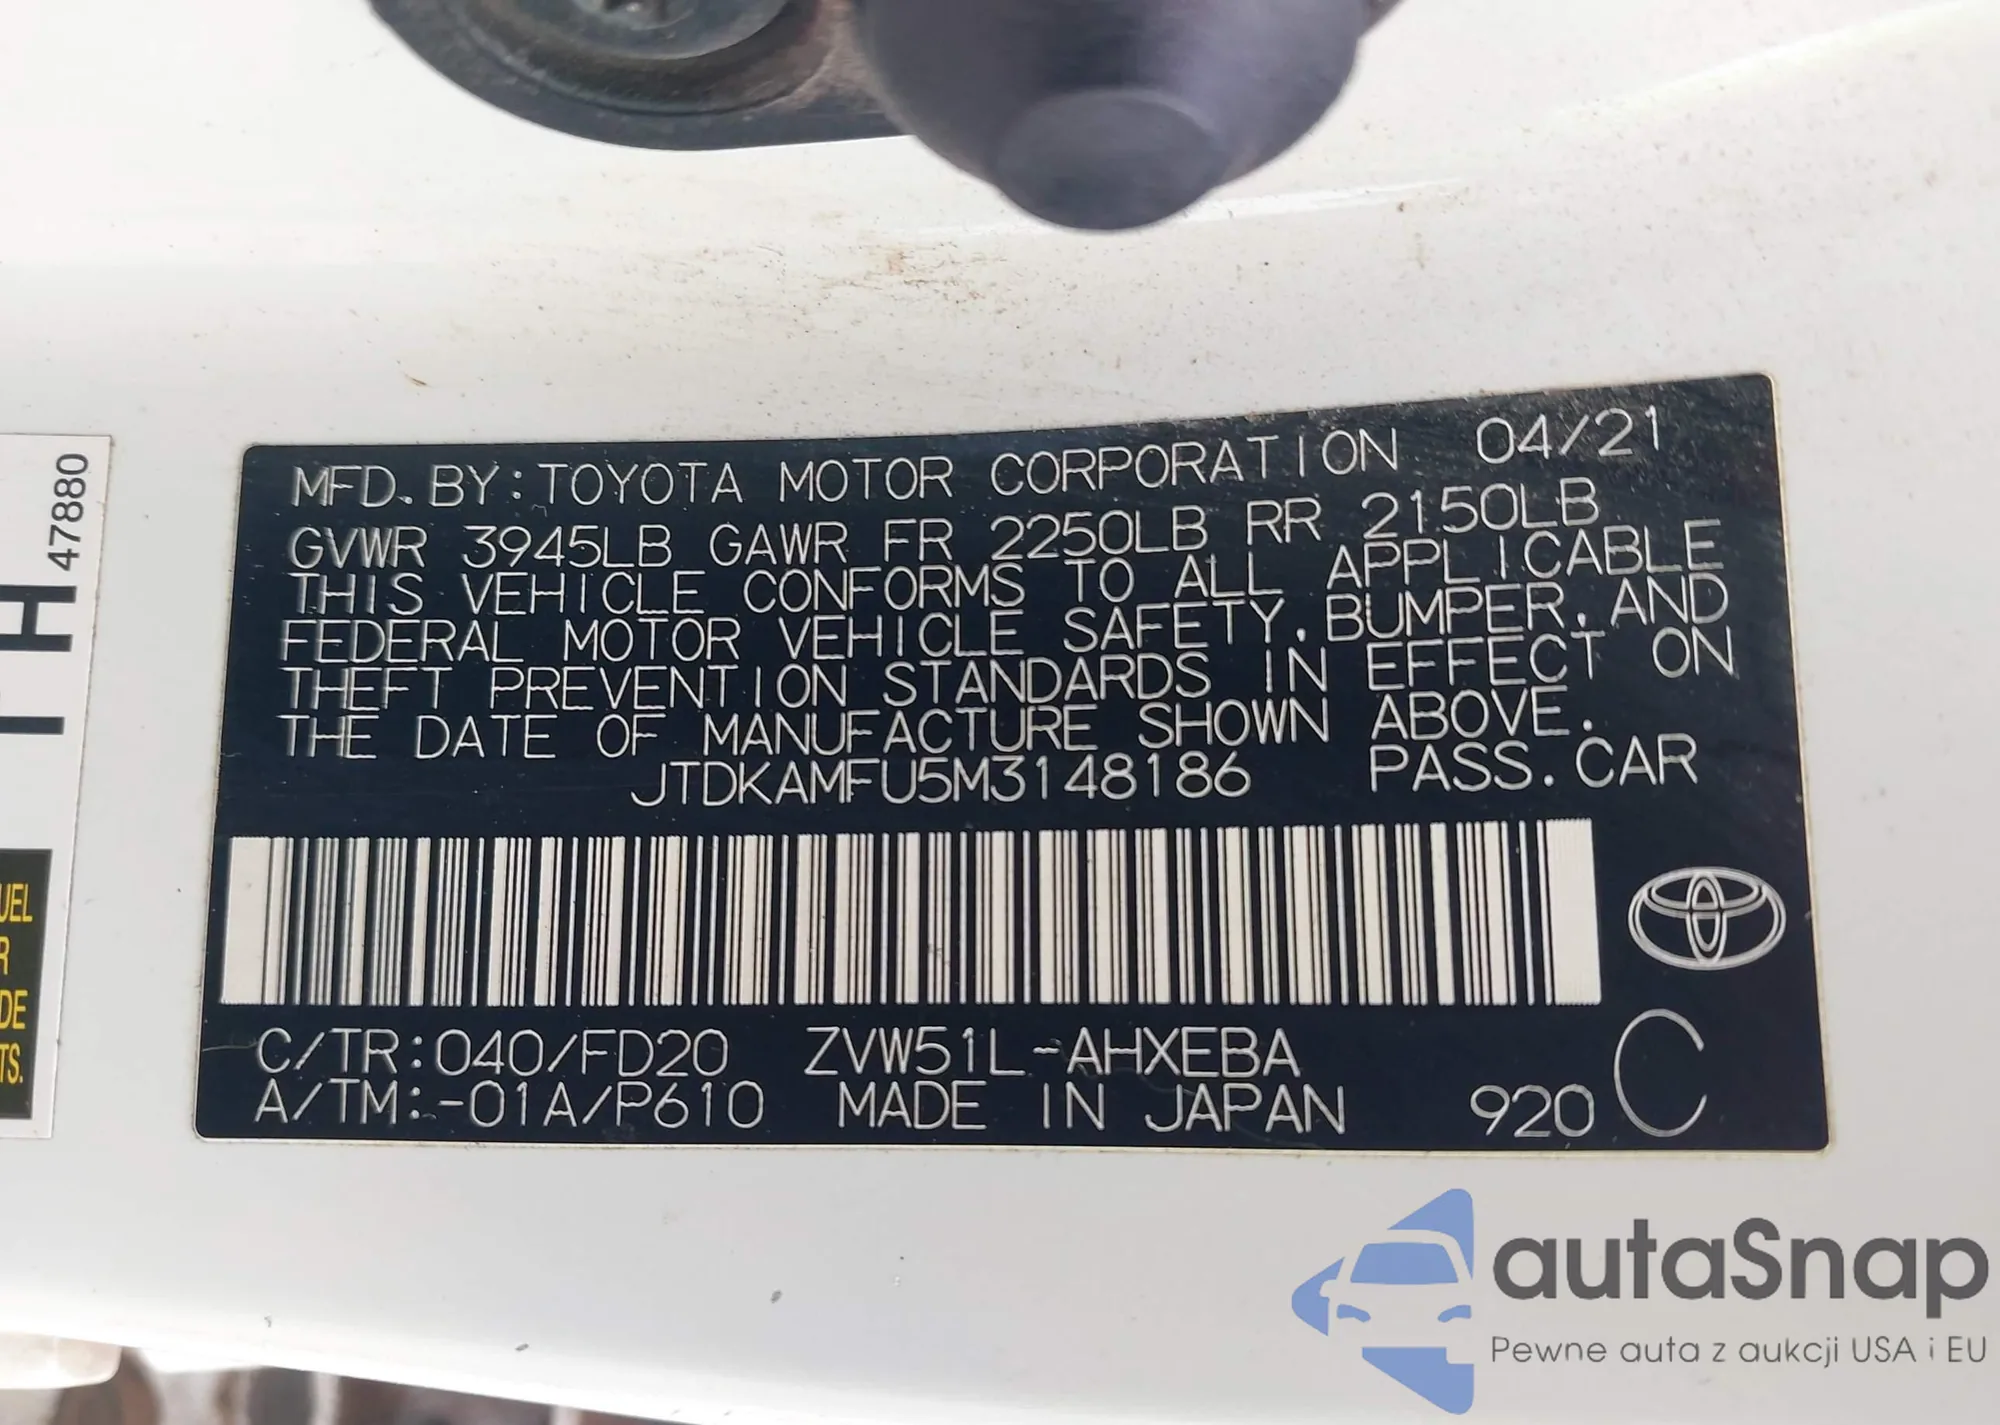 MFD. BY: TOYOTA MOTOR CORPORATION 04/21
GVWR 3945LB GAWR FR 2250LB RR 2150LB
THIS VEHICLE CONFORMS TO ALL APPLICABLE
FEDERAL MOTOR VEHICLE SAFETY, BUMPER, AND
THEFT PREVENTION STANDARDS IN EFFECT ON
THE DATE OF MANUFACTURE SHOWN ABOVE.
JTDKAMFU5M3148186 PASS. CAR
C/TR: 040/FD20 ZVW51L-AHXEBA
A/TM: -01A/P610 MADE IN JAPAN 920 C
47880
autaSnap
Pewne auta z aukcji USA i EU